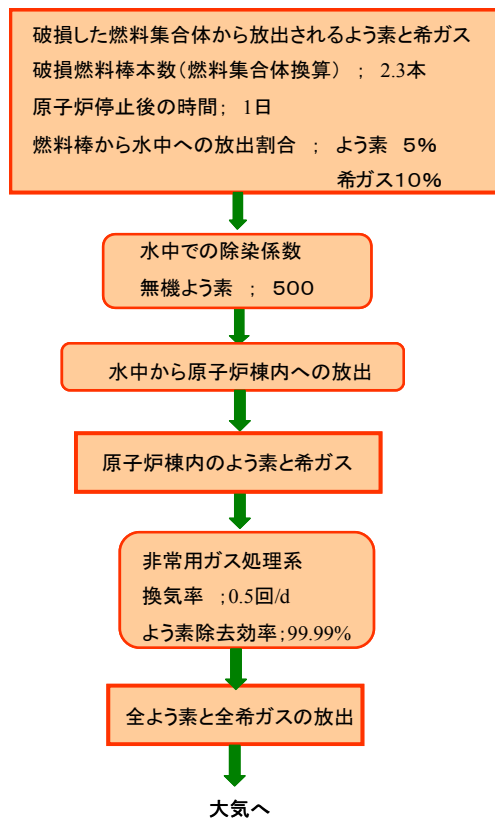 破損した燃料集合体から放出されるよう素と希ガス
破損燃料棒本数(燃料集合体換算) ; 2.3本
原子炉停止後の時間; 1日
燃料棒から水中への放出割合 ; よう素 5%
希ガス10%
水中での除染係数
無機よう素 ; 500
水中から原子炉棟内への放出
原子炉棟内のよう素と希ガス
非常用ガス処理系
換気率 ;0.5回/d
よう素除去効率;99.99%
全よう素と全希ガスの放出
大気へ